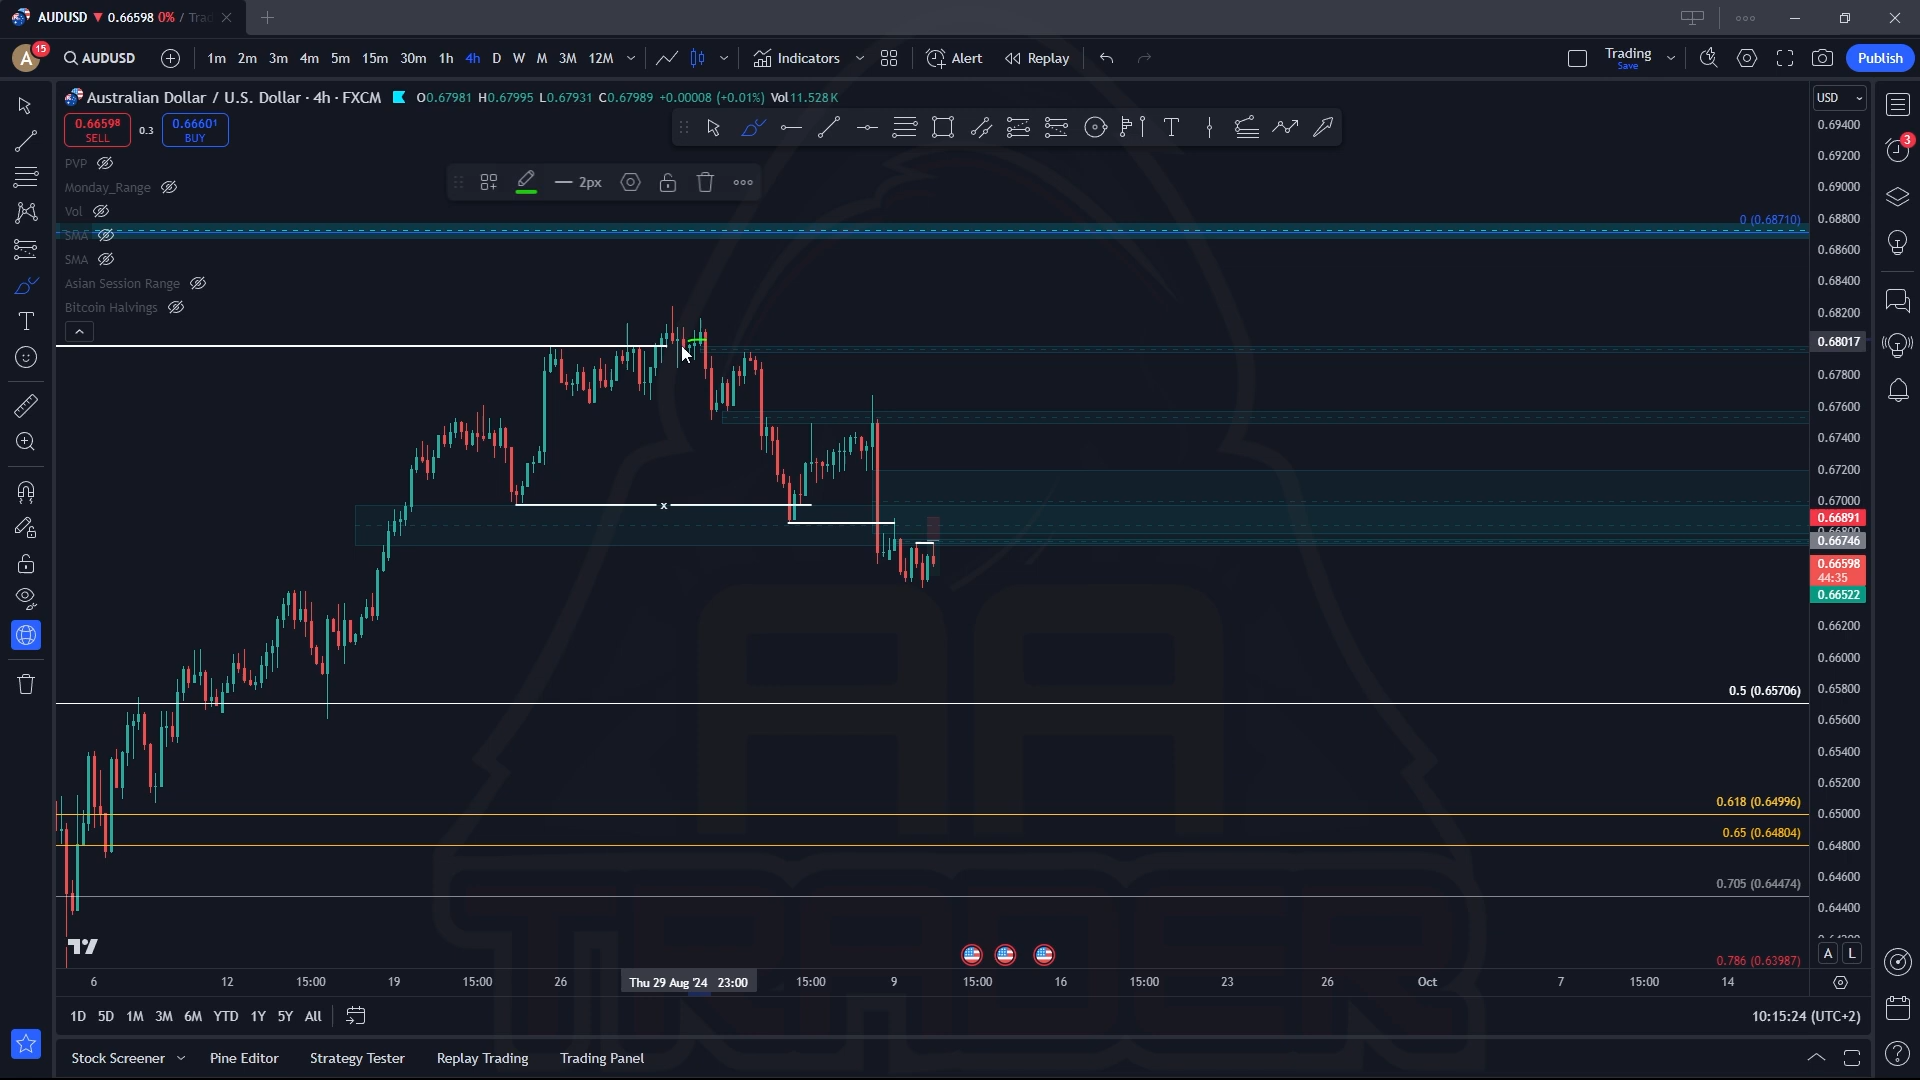 AUDUSD ▼ 0.66598 0% / Trad
A 15 AUDUSD 1m 2m 3m 4m 5m 15m 30m 1h 4h D W M 3M 12M Indicators Alert Replay Trading Save Publish
Australian Dollar / U.S. Dollar · 4h · FXCM O0.67981 H0.67995 L0.67931 C0.67989 +0.00008 (+0.01%) Vol11.528K
USD
0.66598 SELL 0.3 0.66601 BUY
PVP
Monday_Range
2px
Vol
SMA
SMA
Asian Session Range
Bitcoin Halvings
0 (0.68710)
x
0.5 (0.65706)
0.618 (0.64996)
0.65 (0.64804)
0.705 (0.64474)
0.786 (0.63987)
0.69400
0.69200
0.69000
0.68800
0.68600
0.68400
0.68200
0.68017
0.67800
0.67600
0.67400
0.67200
0.67000
0.66891
0.66800
0.66746
0.66598
44:35
0.66522
0.66200
0.66000
0.65800
0.65600
0.65400
0.65200
0.65000
0.64800
0.64600
0.64400
A L
3
AA
TRADER
6 12 15:00 19 15:00 26 Thu 29 Aug '24 23:00 15:00 9 15:00 16 15:00 23 26 Oct 7 15:00 14
1D 5D 1M 3M 6M YTD 1Y 5Y All 10:15:24 (UTC+2)
Stock Screener Pine Editor Strategy Tester Replay Trading Trading Panel